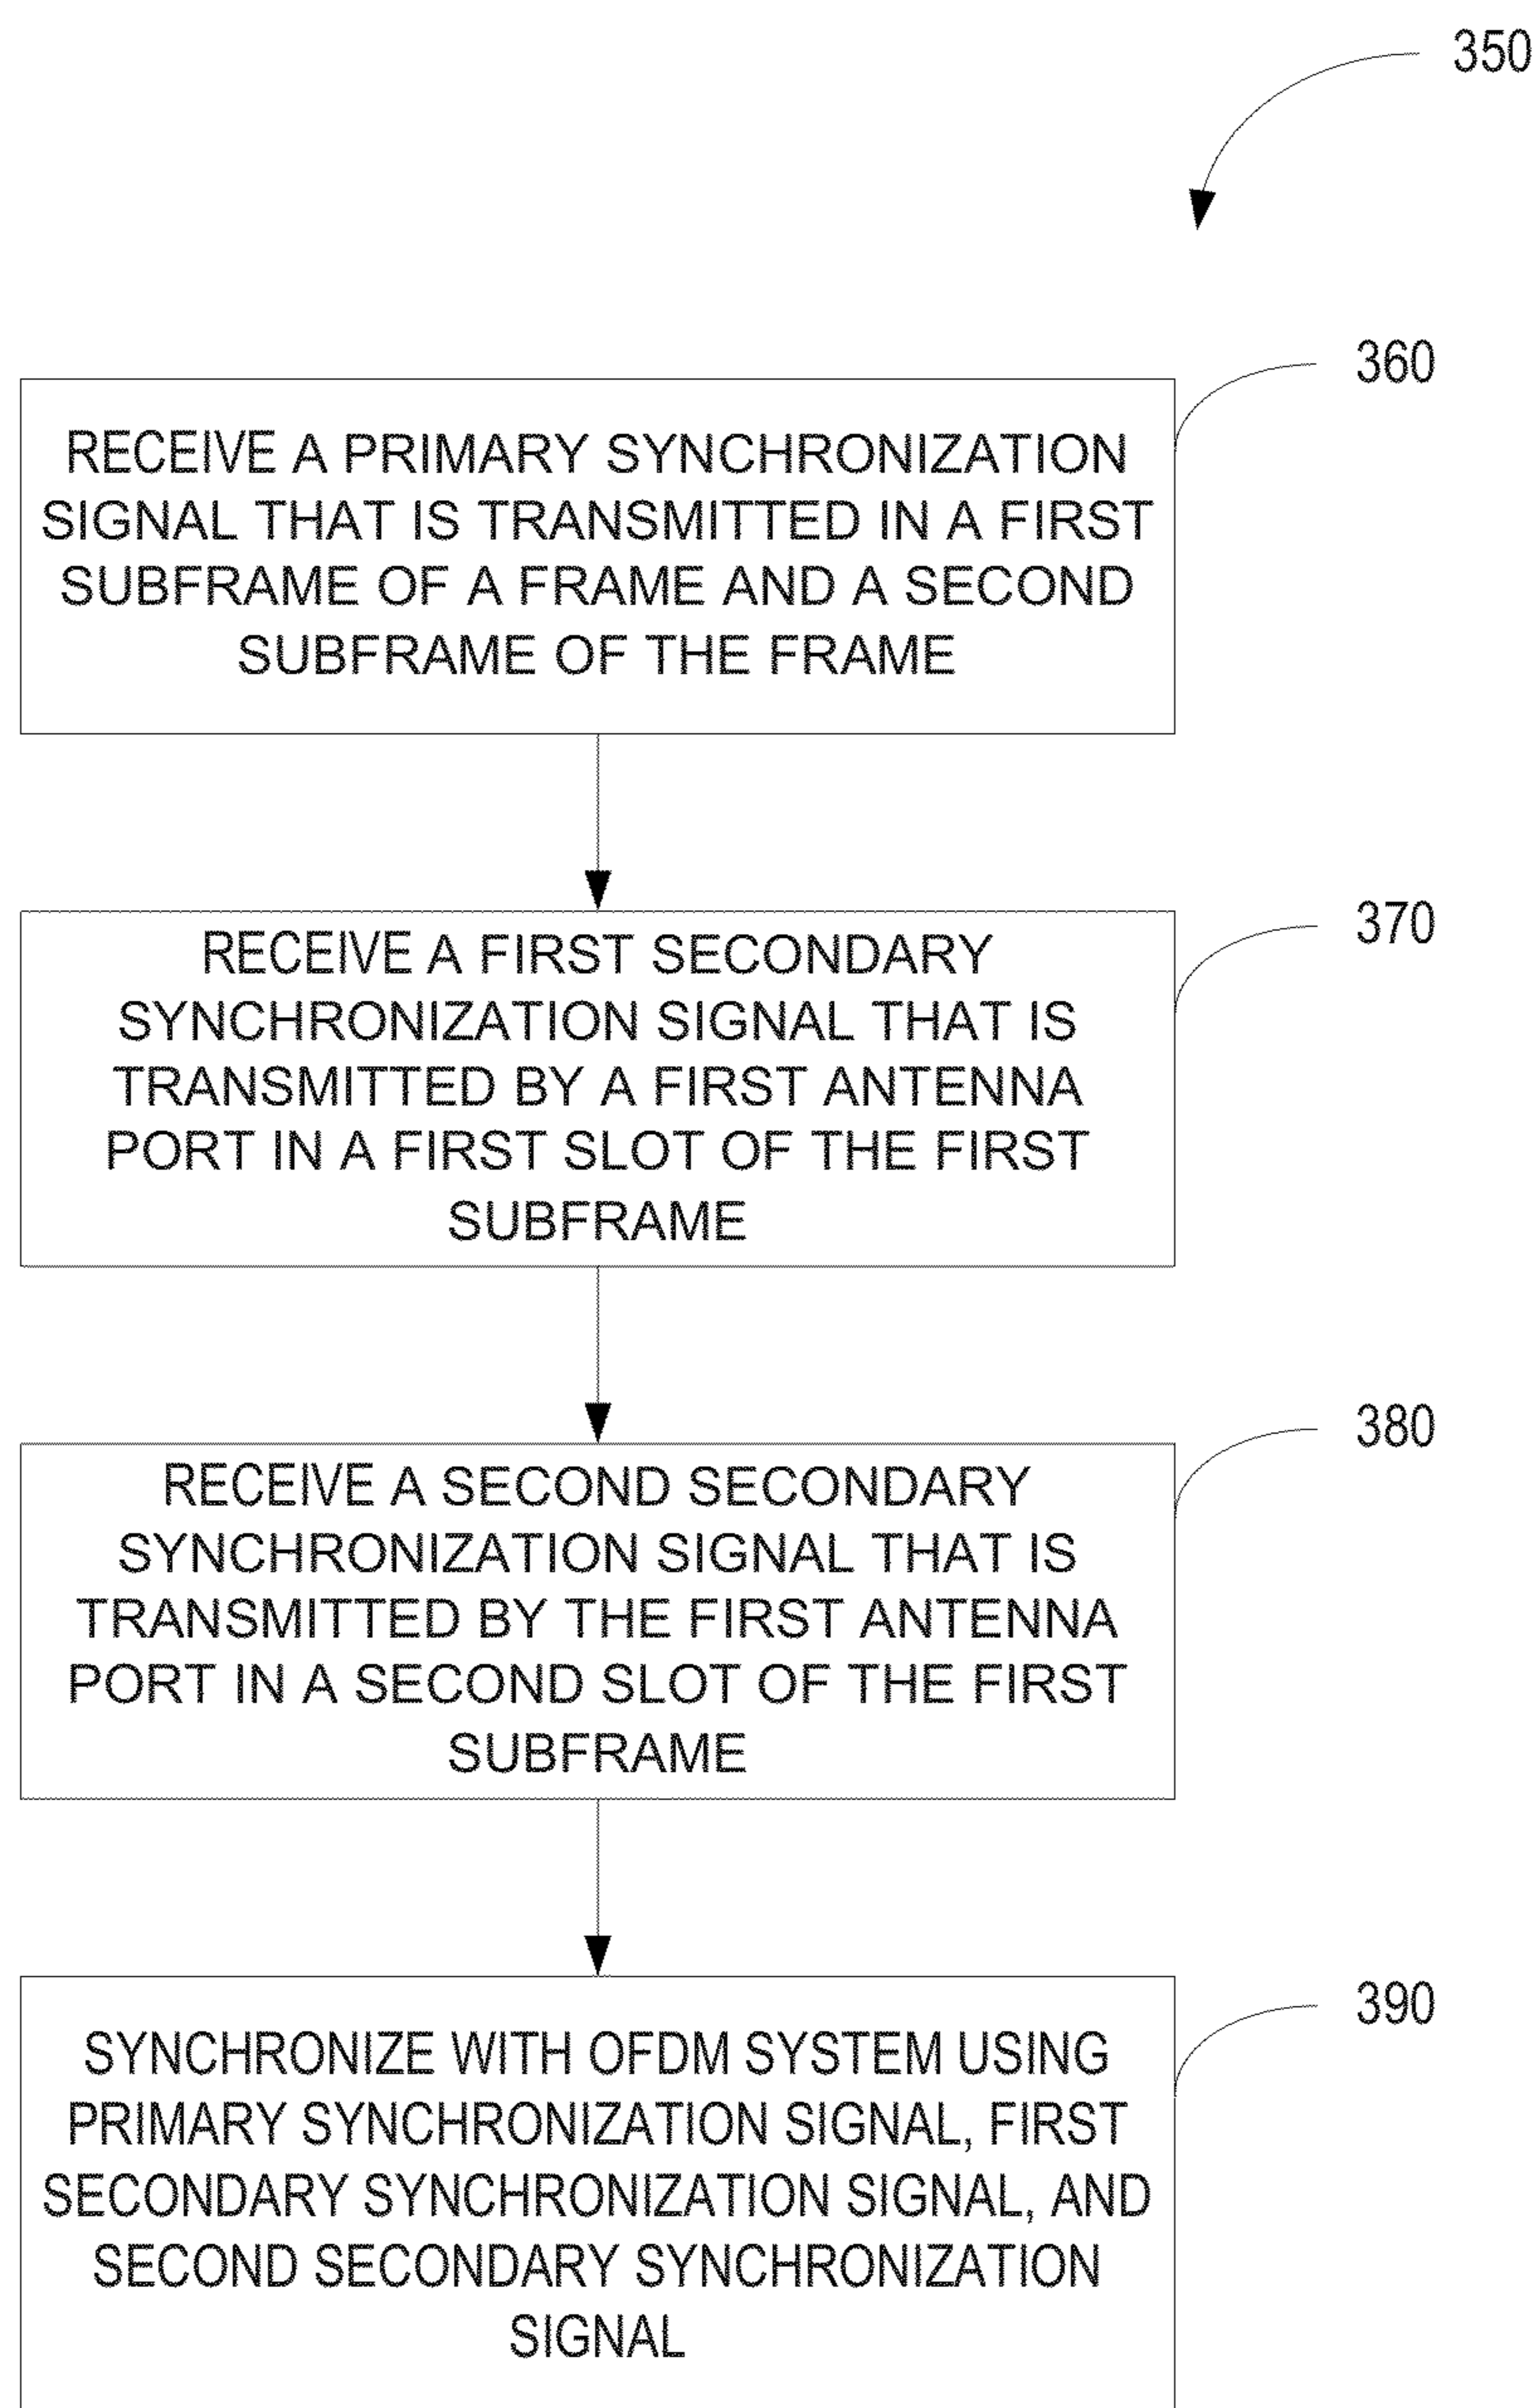 350
360
RECEIVE A PRIMARY SYNCHRONIZATION
SIGNAL THAT IS TRANSMITTED IN A FIRST
SUBFRAME OF A FRAME AND A SECOND
SUBFRAME OF THE FRAME
370
RECEIVE A FIRST SECONDARY
SYNCHRONIZATION SIGNAL THAT IS
TRANSMITTED BY A FIRST ANTENNA
PORT IN A FIRST SLOT OF THE FIRST
SUBFRAME
380
RECEIVE A SECOND SECONDARY
SYNCHRONIZATION SIGNAL THAT IS
TRANSMITTED BY THE FIRST ANTENNA
PORT IN A SECOND SLOT OF THE FIRST
SUBFRAME
390
SYNCHRONIZE WITH OFDM SYSTEM USING
PRIMARY SYNCHRONIZATION SIGNAL, FIRST
SECONDARY SYNCHRONIZATION SIGNAL, AND
SECOND SECONDARY SYNCHRONIZATION
SIGNAL